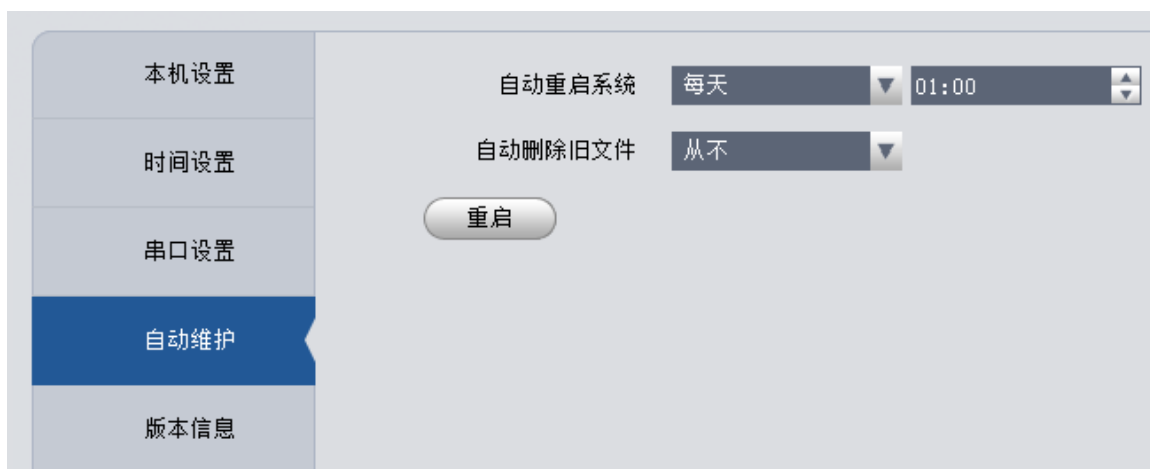 本机设置
时间设置
串口设置
自动维护
版本信息
自动重启系统 每天 01:00
自动删除旧文件 从不
重启